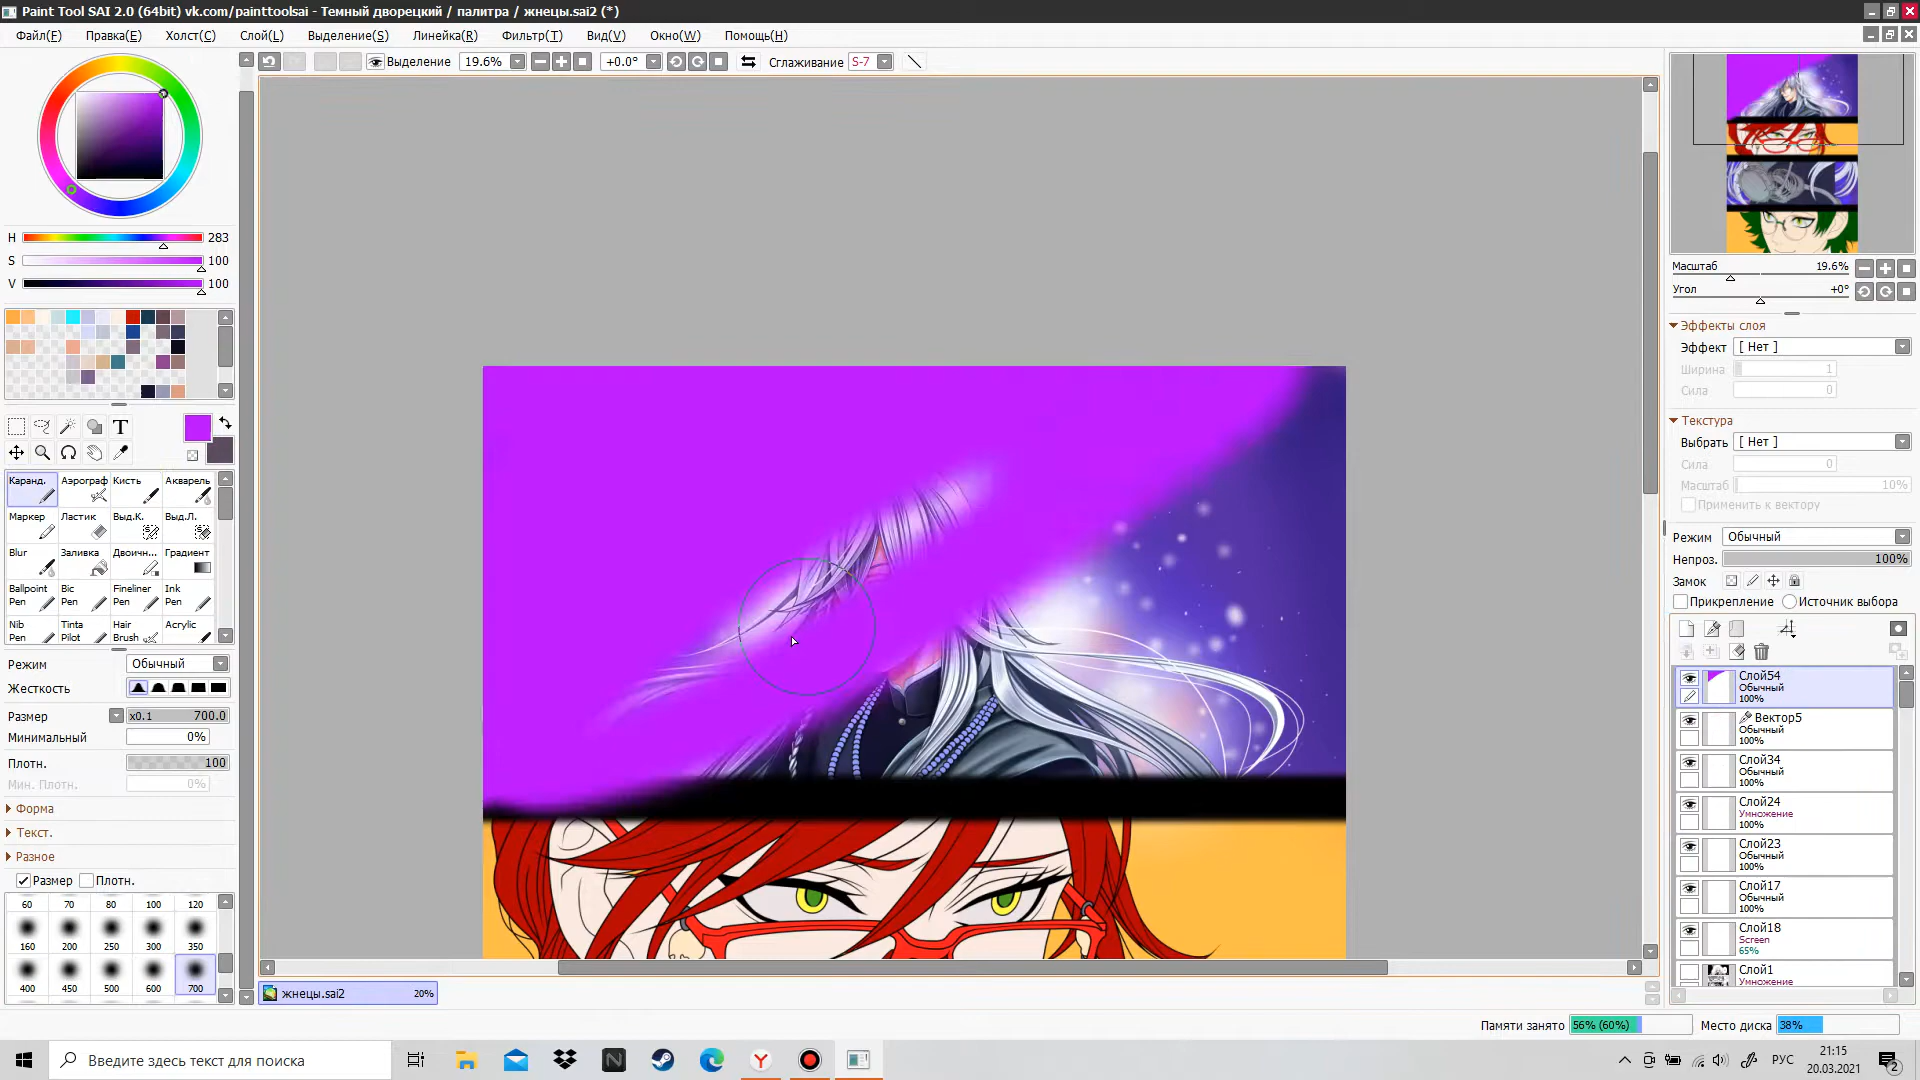 Paint Tool SAI 2.0 (64bit) vk.com/painttoolsai - Темный дворецкий / палитра / жнецы.sai2 (*)
Файл(F) Правка(E) Холст(C) Слой(L) Выделение(S) Линейка(R) Фильтр(T) Вид(V) Окно(W) Помощь(H)
Выделение 19.6% +0.0° Сглаживание S-7
H 283
S 100
V 100
T
Каранд. Аэрограф Кисть Акварель
Маркер Ластик Выд.К. Выд.Л.
Blur Заливка Двоичн... Градиент
Ballpoint Pen Bic Pen Fineliner Pen Ink Pen
Nib Pen Tinta Pilot Hair Brush Acrylic
Режим Обычный
Жесткость
Размер x0.1 700.0
Минимальный 0%
Плотн. 100
Мин. Плотн. 0%
Форма
Текст.
Разное
Размер Плотн.
60 70 80 100 120
160 200 250 300 350
400 450 500 600 700
жнецы.sai2 20%
Масштаб 19.6%
Угол +0°
Эффекты слоя
Эффект [ Нет ]
Ширина 1
Сила 0
Текстура
Выбрать [ Нет ]
Сила 0
Масштаб 10%
Применить к вектору
Режим Обычный
Непроз. 100%
Замок
Прикрепление Источник выбора
Слой54
Обычный
100%
Вектор5
Обычный
100%
Слой34
Обычный
100%
Слой24
Умножение
100%
Слой23
Обычный
100%
Слой17
Обычный
100%
Слой18
Screen
65%
Слой1
Умножение
Памяти занято 56% (60%) Место диска 38%
Введите здесь текст для поиска
РУС
21:15
20.03.2021
2